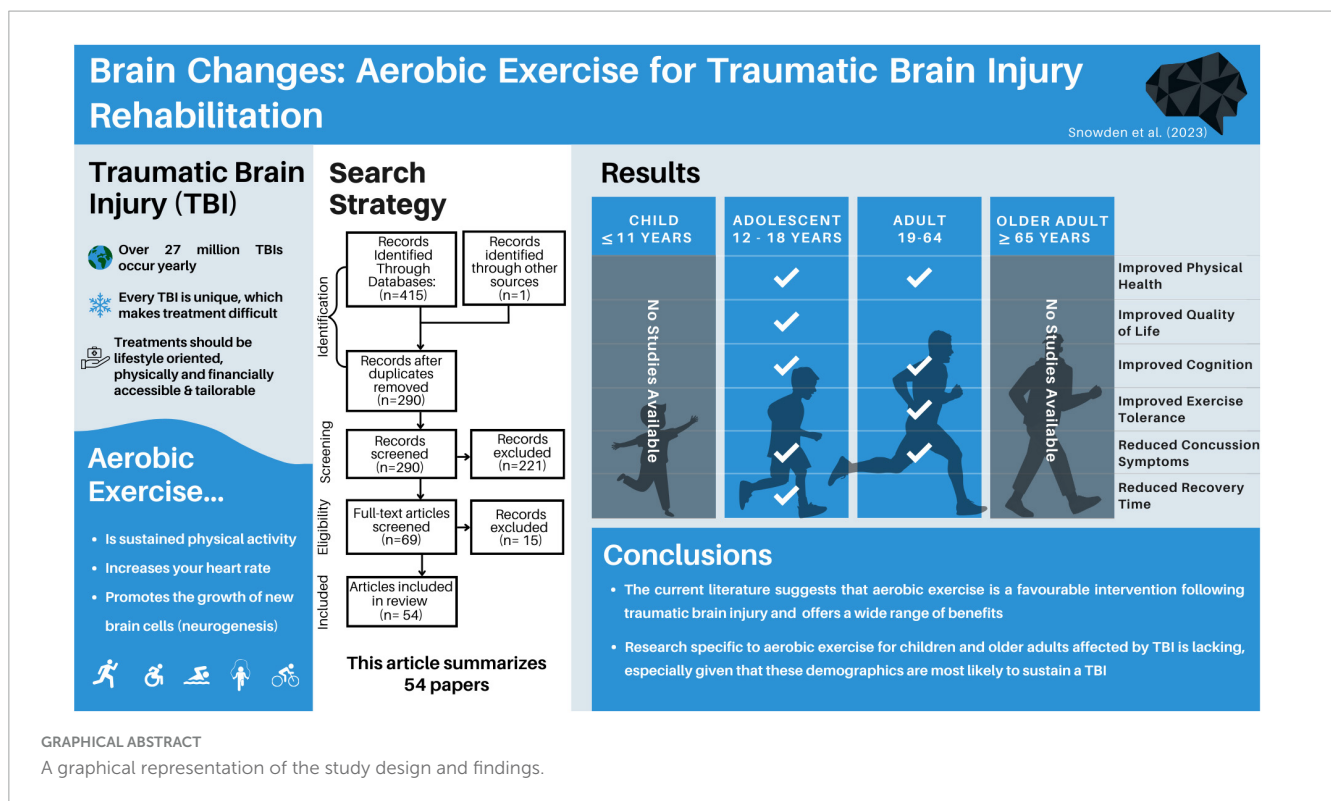 Brain Changes: Aerobic Exercise for Traumatic Brain Injury
Rehabilitation
Snowden et al. (2023)
Traumatic Brain
Injury (TBI)
Over 27 million TBIs
occur yearly
Every TBI is unique, which
makes treatment difficult
Treatments should be
lifestyle oriented,
physically and financially
accessible & tailorable
Aerobic
Exercise...
• Is sustained physical activity
• Increases your heart rate
• Promotes the growth of new
brain cells (neurogenesis)
Search
Strategy
Identification
Records
Identified
Through
Databases:
(n=415)
Records
identified
through other
sources
(n=1)
Records after
duplicates
removed
(n=290)
Screening
Records
screened
(n=290)
Records
excluded
(n=221)
Eligibility
Full-text articles
screened
(n=69)
Records
excluded
(n= 15)
Included
Articles included
in review
(n= 54)
This article summarizes
54 papers
Results
CHILD
≤ 11 YEARS
ADOLESCENT
12 - 18 YEARS
ADULT
19-64
OLDER ADULT
≥ 65 YEARS
No Studies Available
No Studies Available
Improved Physical
Health
Improved Quality
of Life
Improved Cognition
Improved Exercise
Tolerance
Reduced Concussion
Symptoms
Reduced Recovery
Time
Conclusions
• The current literature suggests that aerobic exercise is a favourable intervention following
traumatic brain injury and offers a wide range of benefits
• Research specific to aerobic exercise for children and older adults affected by TBI is lacking,
especially given that these demographics are most likely to sustain a TBI
GRAPHICAL ABSTRACT
A graphical representation of the study design and findings.